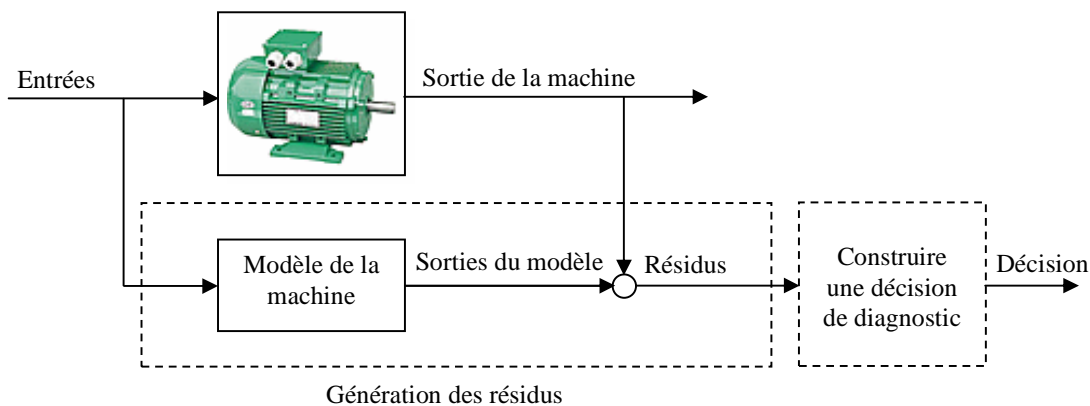 Entrées
Sortie de la machine
Modèle de la
machine
Sorties du modèle
Résidus
Construire
une décision
de diagnostic
Décision
Génération des résidus